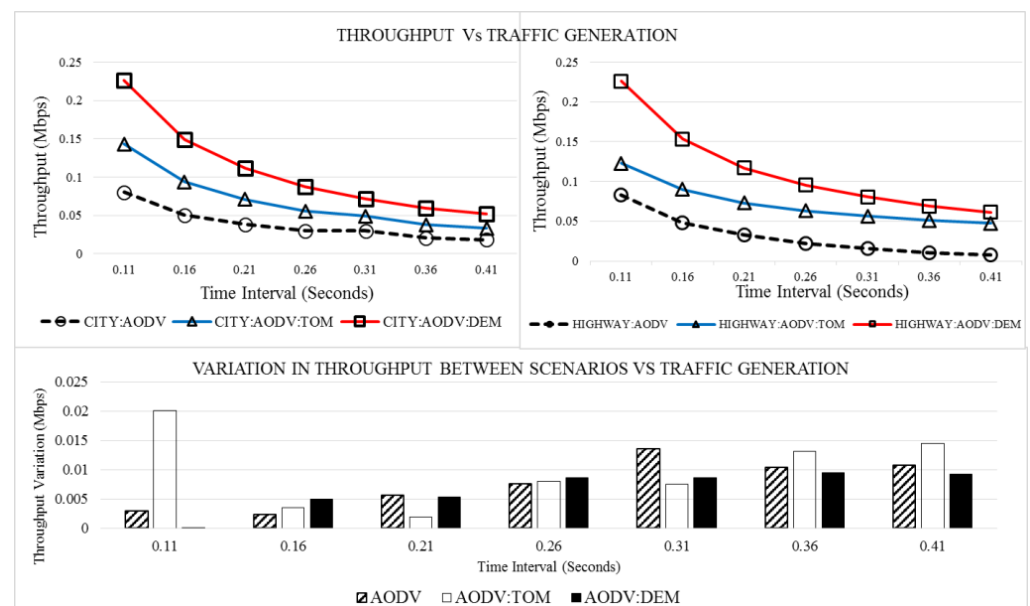 THROUGHPUT Vs TRAFFIC GENERATION
Throughput (Mbps)
0.25
0.2
0.15
0.1
0.05
0
0.11 0.16 0.21 0.26 0.31 0.36 0.41
Time Interval (Seconds)
CITY:AODV CITY:AODV:TOM CITY:AODV:DEM
Throughput (Mbps)
0.25
0.2
0.15
0.1
0.05
0
0.11 0.16 0.21 0.26 0.31 0.36 0.41
Time Interval (Seconds)
HIGHWAY:AODV HIGHWAY:AODV:TOM HIGHWAY:AODV:DEM
VARIATION IN THROUGHPUT BETWEEN SCENARIOS VS TRAFFIC GENERATION
Throughput Variation (Mbps)
0.025
0.02
0.015
0.01
0.005
0
0.11 0.16 0.21 0.26 0.31 0.36 0.41
Time Interval (Seconds)
AODV AODV:TOM AODV:DEM